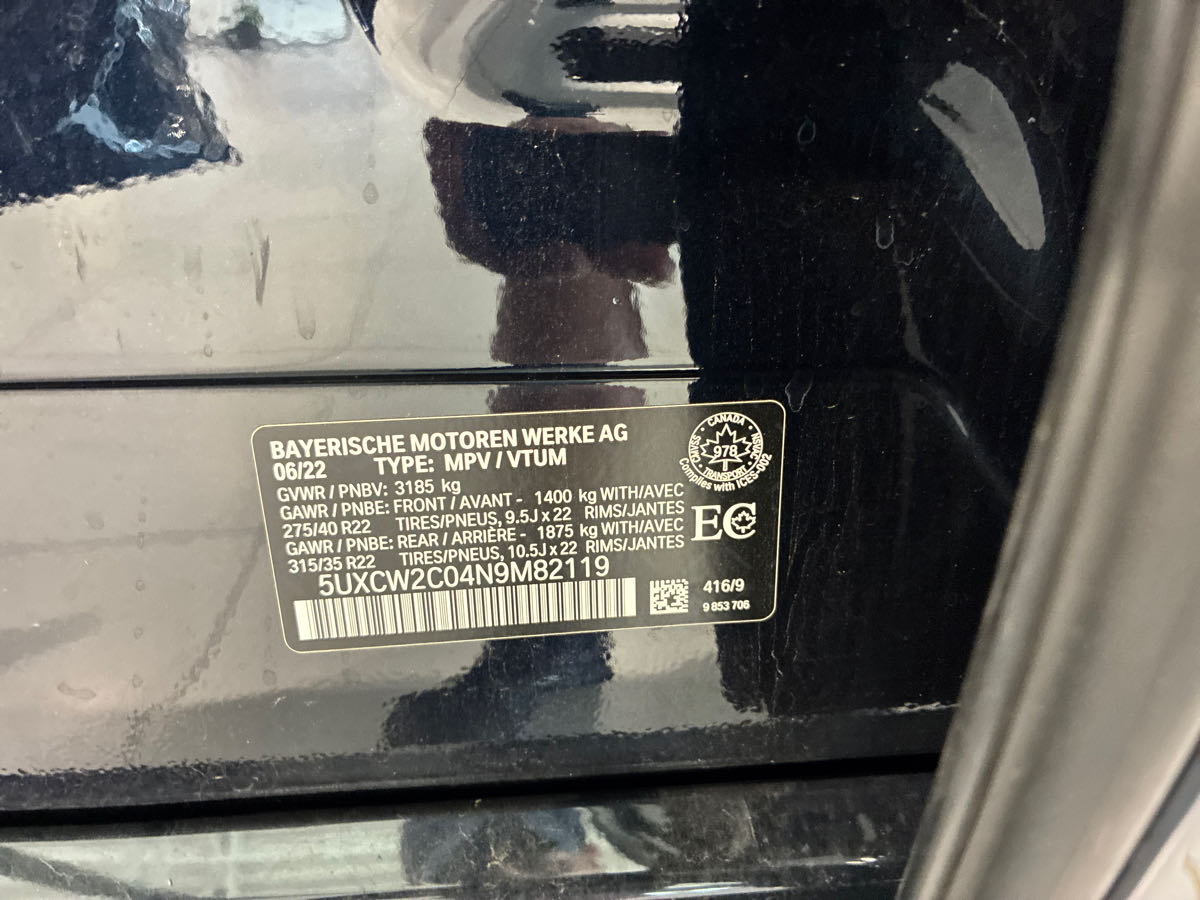 BAYERISCHE MOTOREN WERKE AG
06/22 TYPE: MPV / VTUM
GVWR / PNBV: 3185 kg
GAWR / PNBE: FRONT / AVANT - 1400 kg WITH/AVEC
275/40 R22 TIRES/PNEUS, 9.5J x 22 RIMS/JANTES
GAWR / PNBE: REAR / ARRIÈRE - 1875 kg WITH/AVEC
315/35 R22 TIRES/PNEUS, 10.5J x 22 RIMS/JANTES
5UXCW2C04N9M82119
CANADA
978
TRANSPORT
Complies with ICES-002
EC
416/9
9 853 706